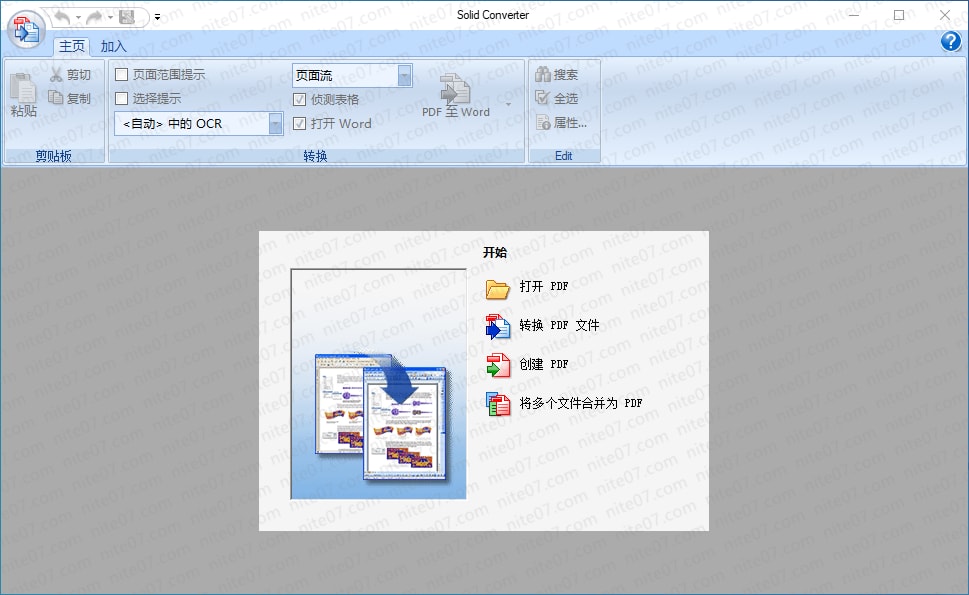 Solid Converter
主页 加入
粘贴
剪切
复制
剪贴板
页面范围提示
选择提示
<自动> 中的 OCR
页面流
侦测表格
打开 Word
PDF 至 Word
转换
搜索
全选
属性...
Edit
开始
打开 PDF
转换 PDF 文件
创建 PDF
将多个文件合并为 PDF
nite07.com